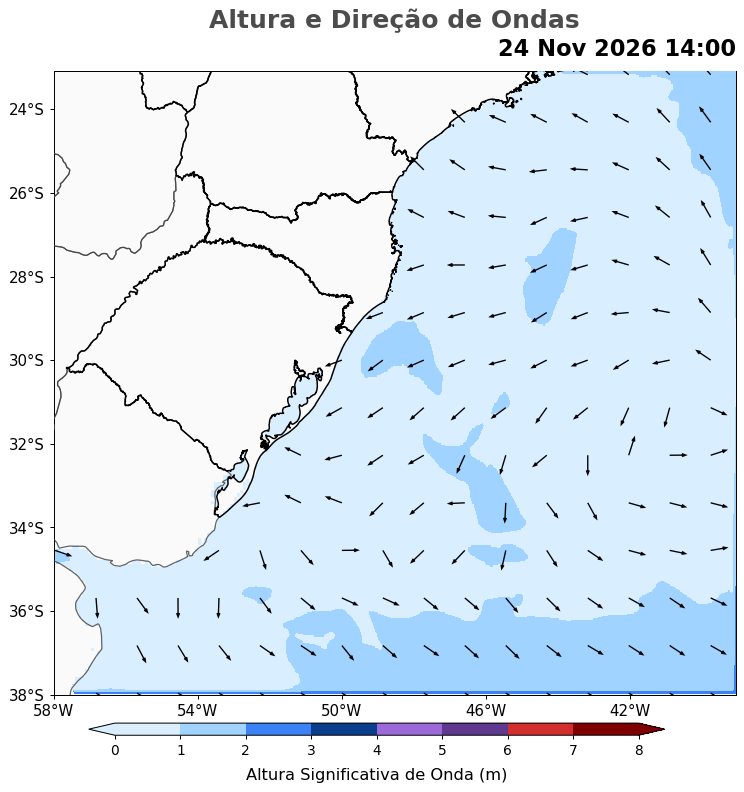 Altura e Direção de Ondas
24 Nov 2026 14:00
24°S
26°S
28°S
30°S
32°S
34°S
36°S
38°S
58°W 54°W 50°W 46°W 42°W
0 1 2 3 4 5 6 7 8
Altura Significativa de Onda (m)